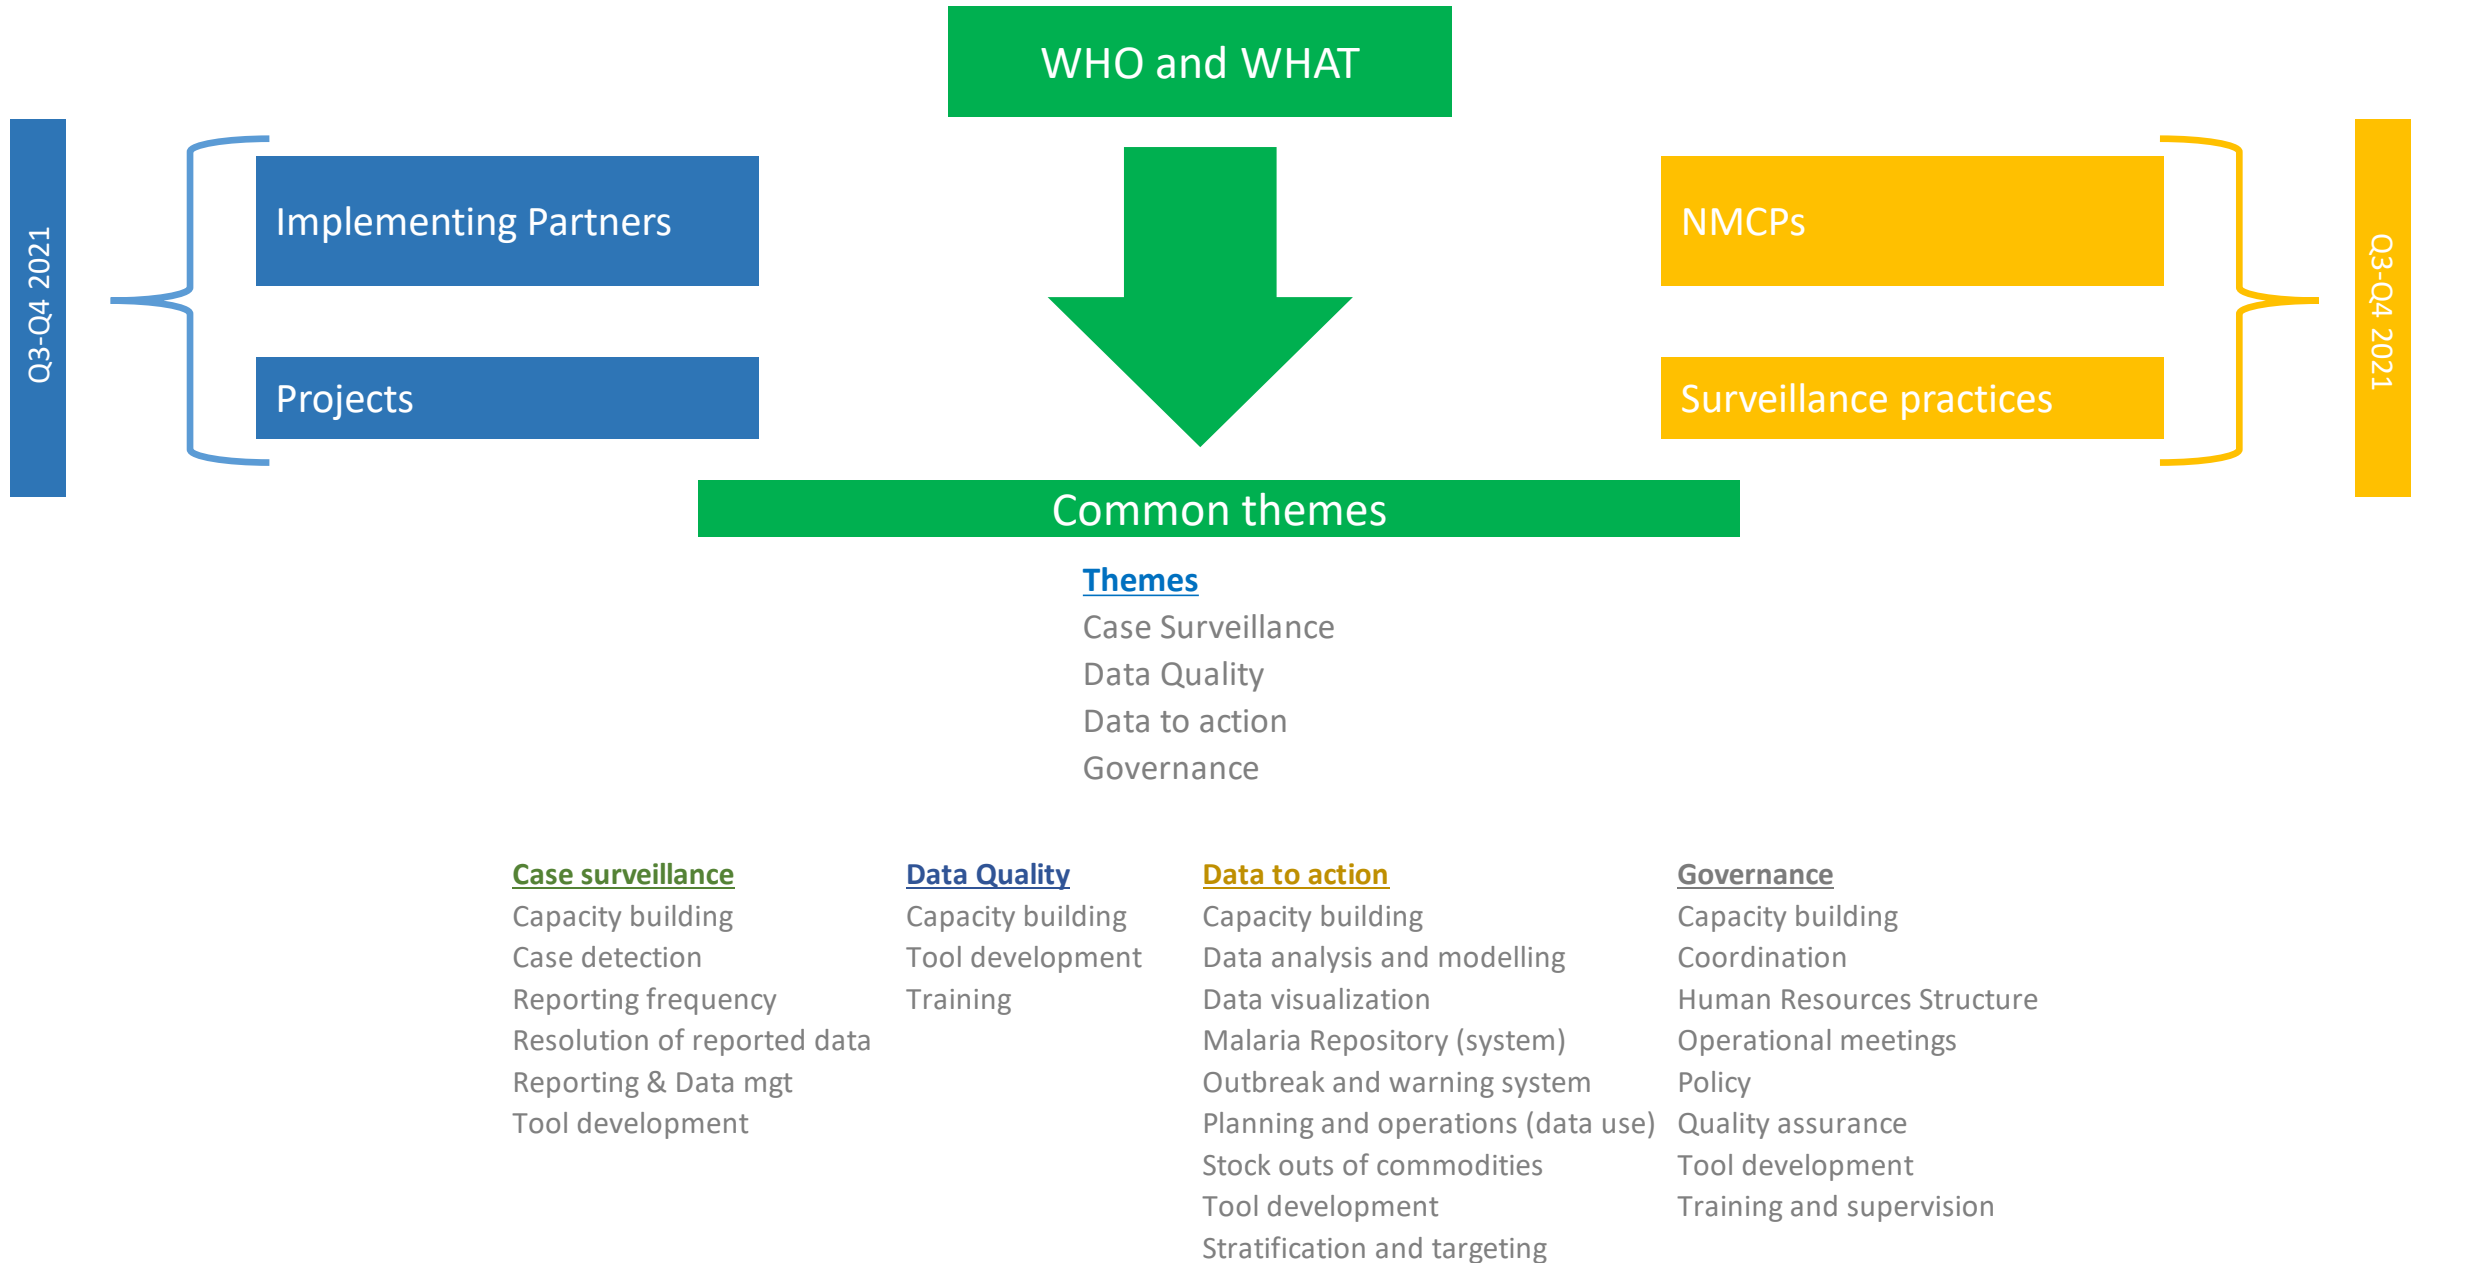 WHO and WHAT
Q3-Q4 2021
Implementing Partners
Projects
NMCPs
Surveillance practices
Q3-Q4 2021
Common themes
Themes
Case Surveillance
Data Quality
Data to action
Governance
Case surveillance
Capacity building
Case detection
Reporting frequency
Resolution of reported data
Reporting & Data mgt
Tool development
Data Quality
Capacity building
Tool development
Training
Data to action
Capacity building
Data analysis and modelling
Data visualization
Malaria Repository (system)
Outbreak and warning system
Planning and operations (data use)
Stock outs of commodities
Tool development
Stratification and targeting
Governance
Capacity building
Coordination
Human Resources Structure
Operational meetings
Policy
Quality assurance
Tool development
Training and supervision